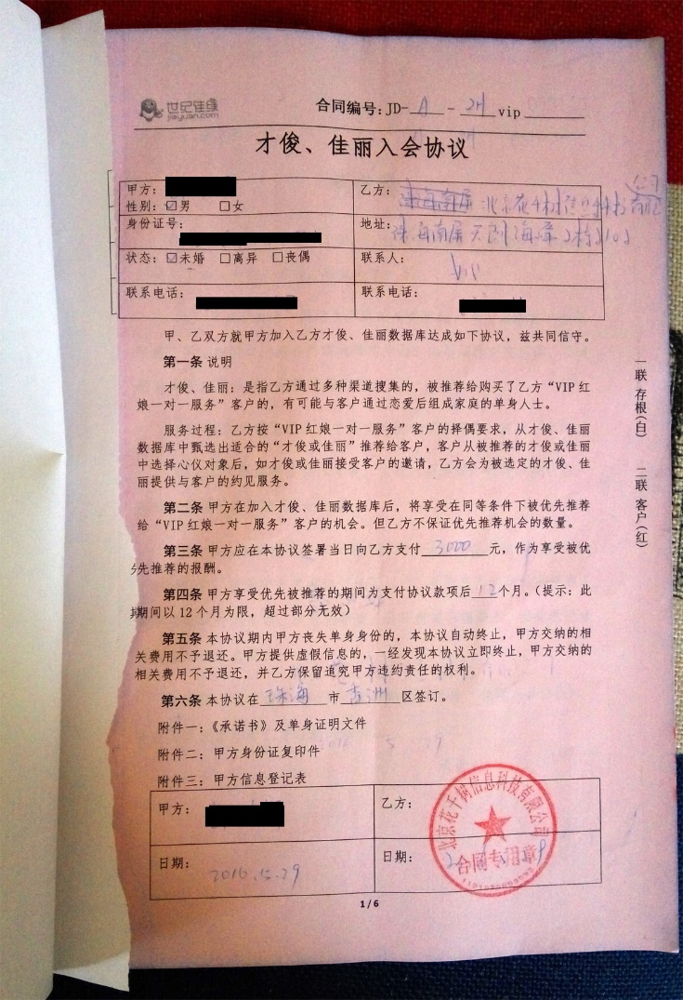 世纪佳缘
jiayuan.com
合同编号: JD- A - ZH vip
才俊、佳丽入会协议
甲方:
乙方: 珠海南屏 北京花千树信息科技有限公司
性别: ☑男 ☐女
身份证号:
地址: 珠海南屏
状态: ☑未婚 ☐离异 ☐丧偶
联系人:
联系电话:
联系电话:
甲、乙双方就甲方加入乙方才俊、佳丽数据库达成如下协议，兹共同信守。
第一条 说明
才俊、佳丽: 是指乙方通过多种渠道搜集的，被推荐给购买了乙方“VIP 红
娘一对一服务”客户的，有可能与客户通过恋爱后组成家庭的单身人士。
服务过程: 乙方按“VIP 红娘一对一服务”客户的择偶要求，从才俊、佳丽
数据库中甄选出适合的“才俊或佳丽”推荐给客户，客户从被推荐的才俊或佳丽
中选择心仪对象后，如才俊或佳丽接受客户的邀请，乙方会为被选定的才俊、佳
丽提供与客户的约见服务。
第二条 甲方在加入才俊、佳丽数据库后，将享受在同等条件下被优先推荐
给“VIP 红娘一对一服务”客户的机会。但乙方不保证优先推荐机会的数量。
第三条 甲方应在本协议签署当日向乙方支付 3000 元，作为享受被优
先推荐的报酬。
第四条 甲方享受优先被推荐的期间为支付协议款项后 12 个月。（提示: 此
期间以 12 个月为限，超过部分无效）
第五条 本协议期内甲方丧失单身身份的，本协议自动终止，甲方交纳的相
关费用不予退还。甲方提供虚假信息的，一经发现本协议立即终止，甲方交纳的
相关费用不予退还，并乙方保留追究甲方违约责任的权利。
第六条 本协议在 珠海 市 香洲 区签订。
附件一:《承诺书》及单身证明文件
附件二: 甲方身份证复印件
附件三: 甲方信息登记表
甲方:
乙方:
日期: 2016.5.29
日期:
北京花千树信息科技有限公司
合同专用章
1 / 6
一联 存根(白) 二联 客户(红)